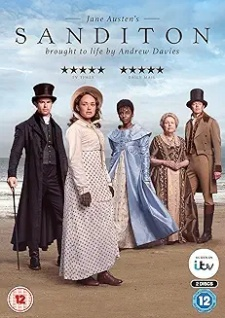 Jane Austen's
SANDITON
brought to life by Andrew Davies
★★★★★ ★★★★★
12
itv
2 DISCS
12